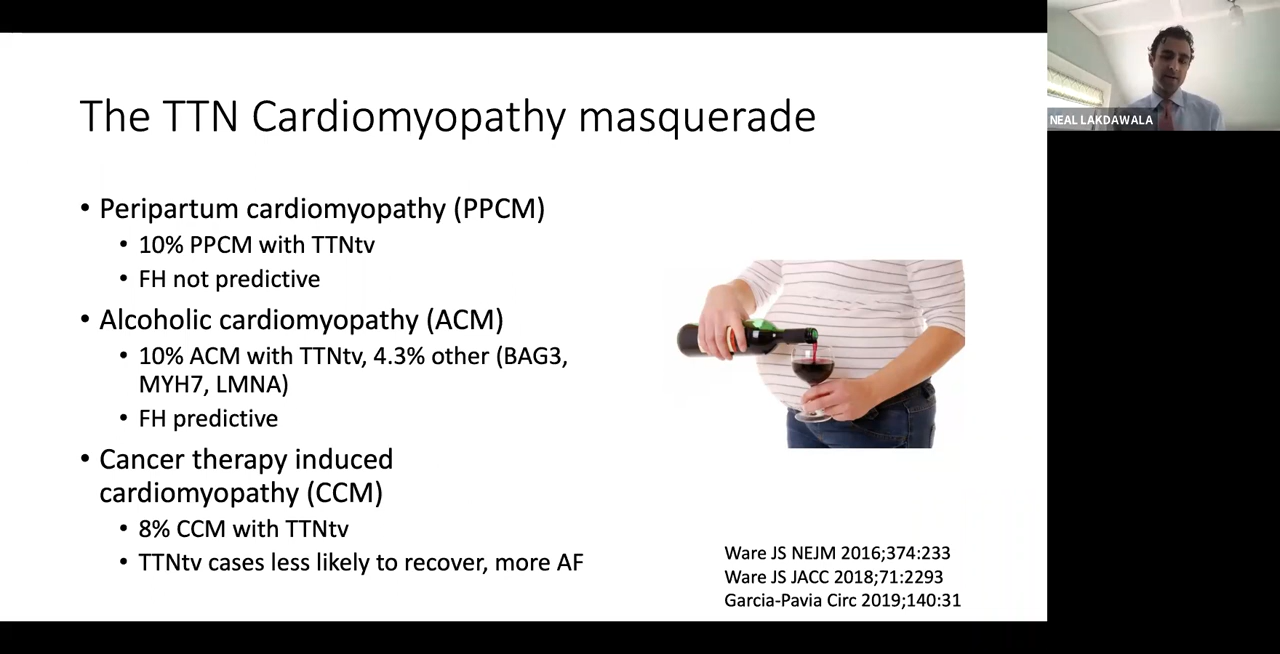 The TTN Cardiomyopathy masquerade
• Peripartum cardiomyopathy (PPCM)
• 10% PPCM with TTNtv
• FH not predictive
• Alcoholic cardiomyopathy (ACM)
• 10% ACM with TTNtv, 4.3% other (BAG3,
MYH7, LMNA)
• FH predictive
• Cancer therapy induced
cardiomyopathy (CCM)
• 8% CCM with TTNtv
• TTNtv cases less likely to recover, more AF
Ware JS NEJM 2016;374:233
Ware JS JACC 2018;71:2293
Garcia-Pavia Circ 2019;140:31
NEAL LAKDAWALA